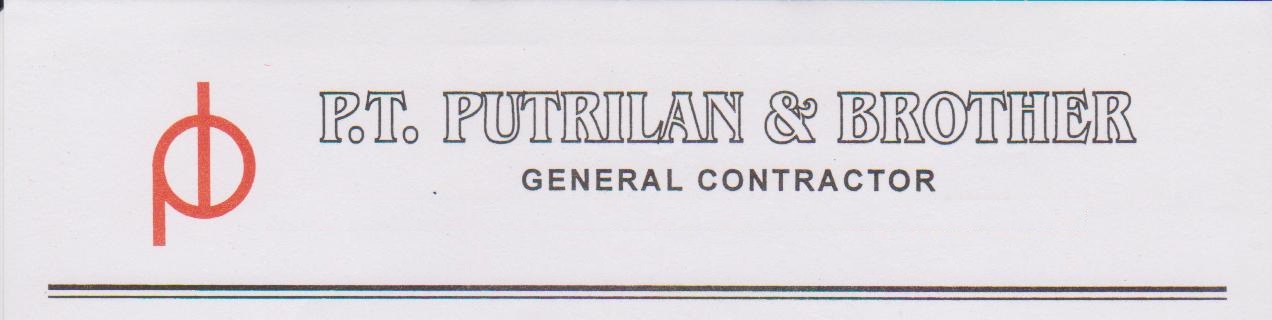 P.T. PUTRILAN & BROTHER
GENERAL CONTRACTOR